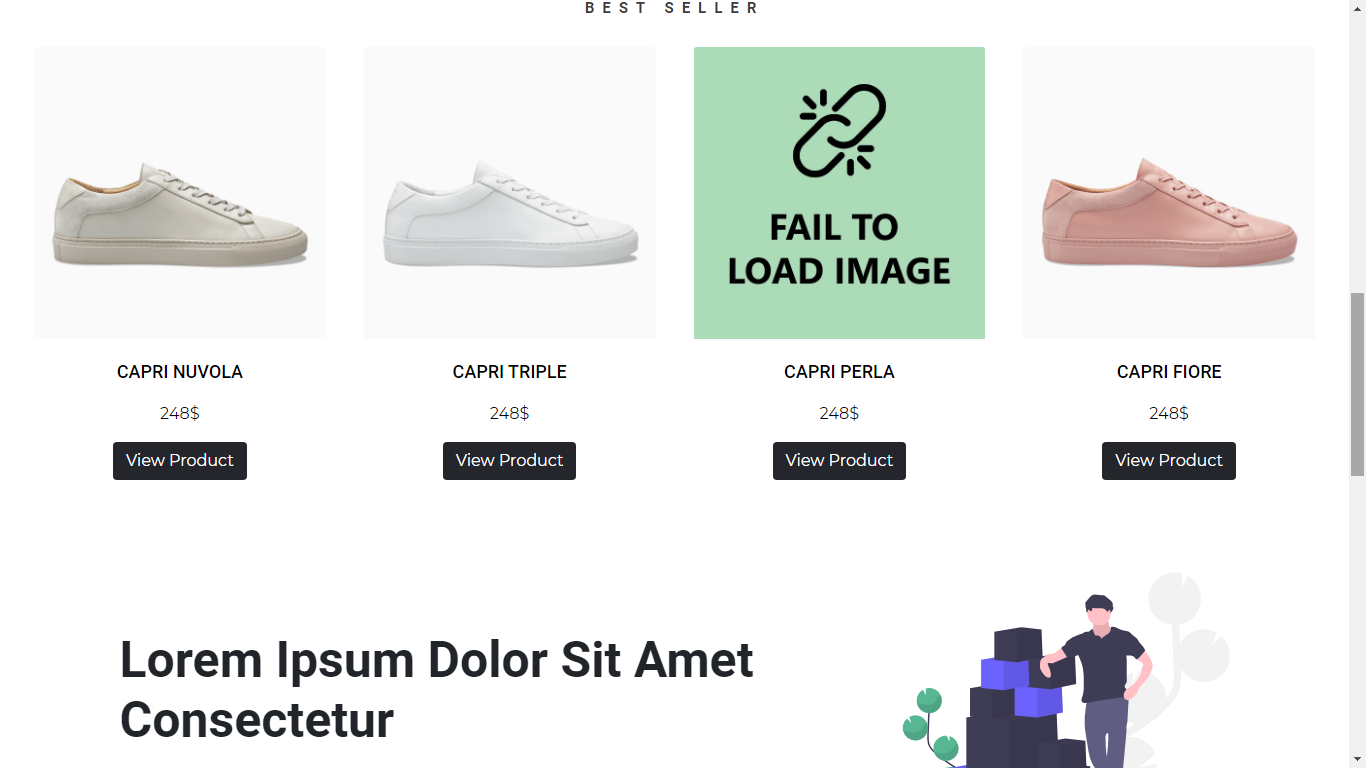 BEST SELLER
FAIL TO
LOAD IMAGE
CAPRI NUVOLA
CAPRI TRIPLE
CAPRI PERLA
CAPRI FIORE
248$
248$
248$
248$
View Product
View Product
View Product
View Product
Lorem Ipsum Dolor Sit Amet
Consectetur